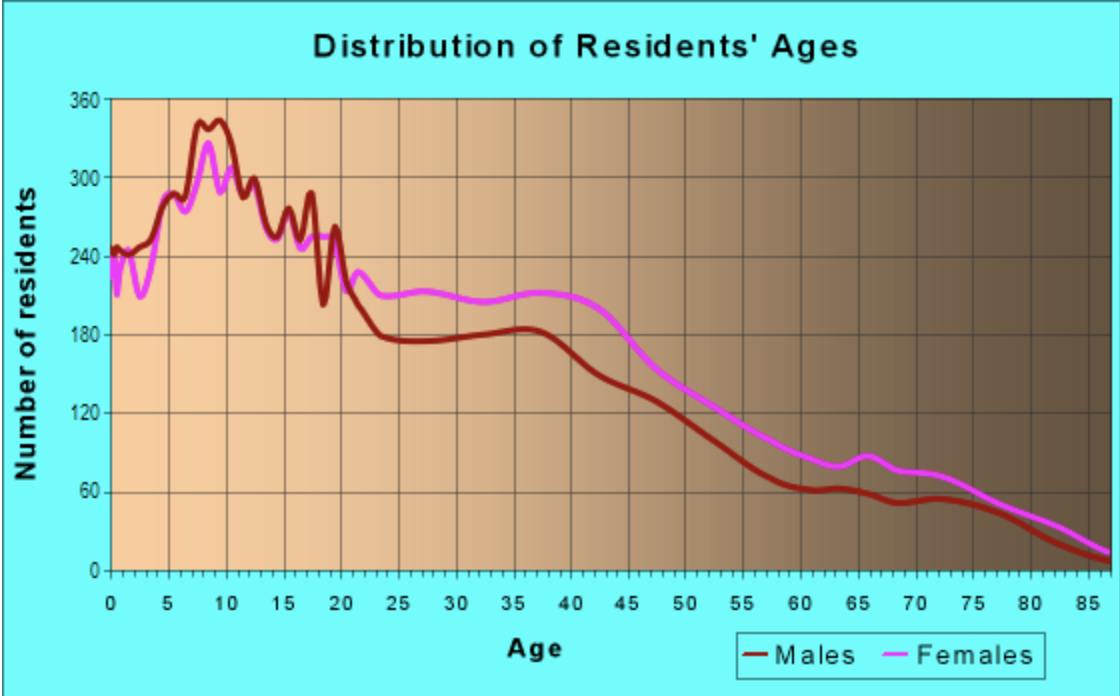 Distribution of Residents' Ages
Number of residents
360
300
240
180
120
60
0
0 5 10 15 20 25 30 35 40 45 50 55 60 65 70 75 80 85
Age
Males Females